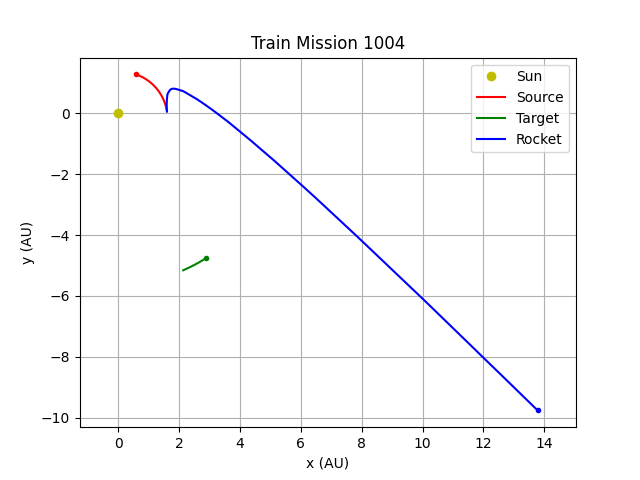 Train Mission 1004
Sun
Source
Target
Rocket
0
−2
−4
−6
−8
−10
y (AU)
0 2 4 6 8 10 12 14
x (AU)